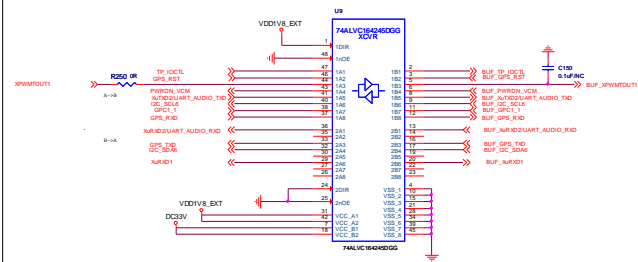 U9
74ALVC164245DGG
XCVR
VDD1V8_EXT
1 1DIR
48 1nOE
TP_IOCTL 47 1A1 1B1 2 BUF_TP_IOCTL
GPS_RST 46 1A2 1B2 3 BUF_GPS_RST
XPWMTOUT1 R250 0R 44 1A3 1B3 5 C150 0.1uF/NC BUF_XPWMTOUT1
PWRDN_VCM 43 1A4 1B4 6 BUF_PWRDN_VCM
A-->B
XuTXD2/UART_AUDIO_TXD 41 1A5 1B5 8 BUF_XuTXD2/UART_AUDIO_TXD
I2C_SCL6 40 1A6 1B6 9 BUF_I2C_SCL6
GPC1_1 38 1A7 1B7 11 BUF_GPC1_1
GPS_RXD 37 1A8 1B8 12 BUF_GPS_RXD
XuRXD2/UART_AUDIO_RXD 36 2A1 2B1 13 BUF_XuRXD2/UART_AUDIO_RXD
35 2A2 2B2 14
B-->A
GPS_TXD 33 2A3 2B3 16 BUF_GPS_TXD
I2C_SDA6 32 2A4 2B4 17 BUF_I2C_SDA6
30 2A5 2B5 19
XuRXD1 29 2A6 2B6 20 BUF_XuRXD1
27 2A7 2B7 22
26 2A8 2B8 23
24 2DIR VSS_1 4
VSS_2 10
25 2nOE VSS_3 15
VDD1V8_EXT VSS_4 21
31 VCC_A1 VSS_5 28
DC33V 42 VCC_A2 VSS_6 34
7 VCC_B1 VSS_7 39
18 VCC_B2 VSS_8 45
74ALVC164245DGG